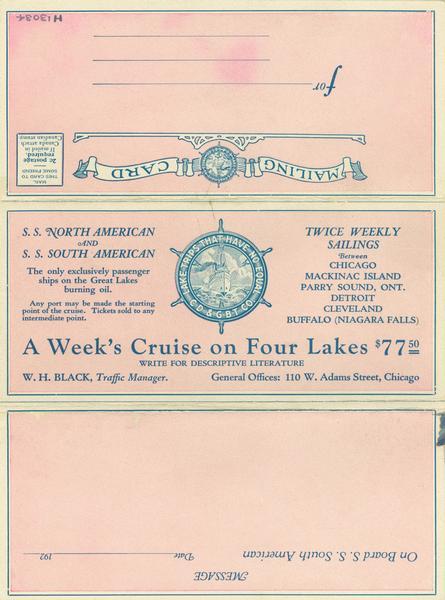 H13034
MAIL
THIS CARD TO
SOME FRIEND
2c postage
required.
If mailed in
Canada attach
Canadian stamp
MAILING CARD
for
S. S. NORTH AMERICAN
AND
S. S. SOUTH AMERICAN
The only exclusively passenger
ships on the Great Lakes
burning oil.
Any port may be made the starting
point of the cruise. Tickets sold to any
intermediate point.
LAKE TRIPS THAT HAVE NO EQUAL
C.D.& G.B.T. CO.
TWICE WEEKLY
SAILINGS
Between
CHICAGO
MACKINAC ISLAND
PARRY SOUND, ONT.
DETROIT
CLEVELAND
BUFFALO (NIAGARA FALLS)
A Week's Cruise on Four Lakes $77.50
WRITE FOR DESCRIPTIVE LITERATURE
W. H. BLACK, Traffic Manager. General Offices: 110 W. Adams Street, Chicago
MESSAGE
On Board S. S. South American Date 192